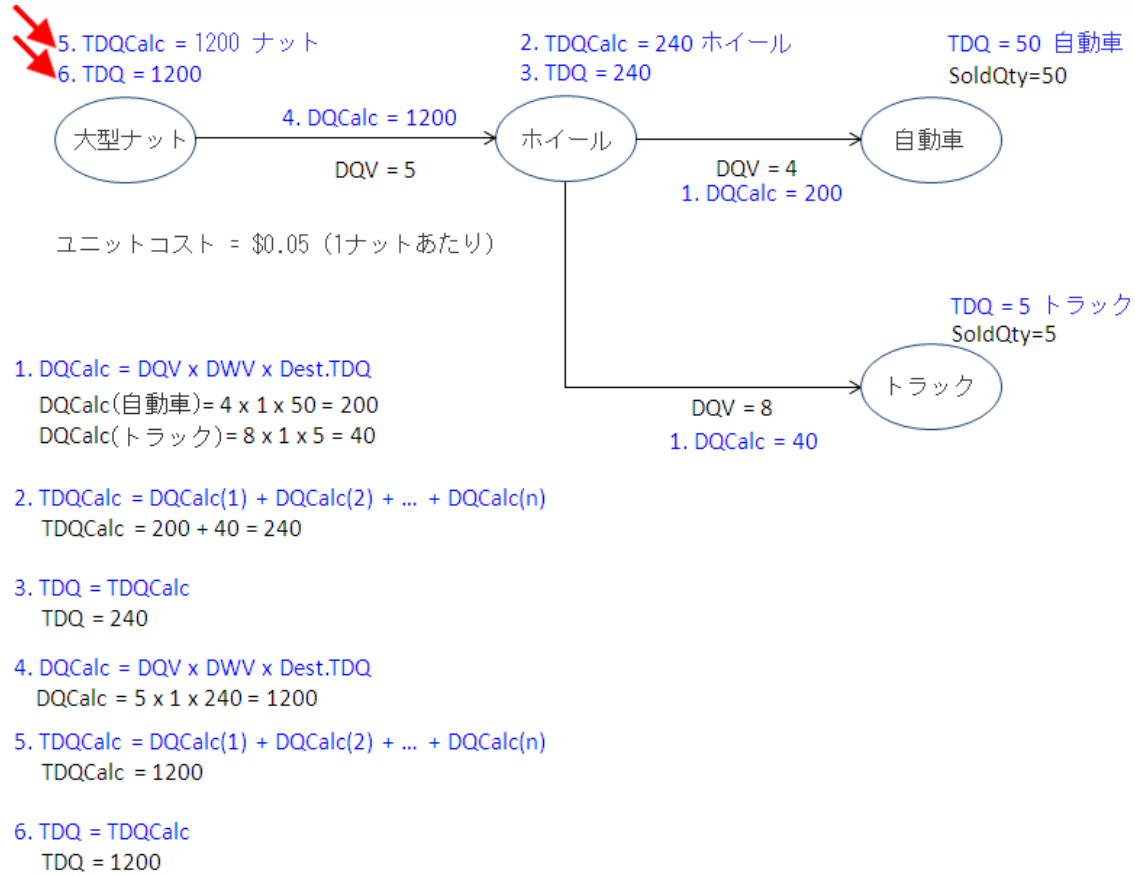 5. TDQCalc = 1200 ナット
6. TDQ = 1200
2. TDQCalc = 240 ホイール
3. TDQ = 240
TDQ = 50 自動車
SoldQty=50
大型ナット
4. DQCalc = 1200
DQV = 5
ホイール
DQV = 4
1. DQCalc = 200
自動車
ユニットコスト = $0.05 (1ナットあたり)
TDQ = 5 トラック
SoldQty=5
トラック
DQV = 8
1. DQCalc = 40
1. DQCalc = DQV x DWV x Dest.TDQ
DQCalc(自動車)= 4 x 1 x 50 = 200
DQCalc(トラック)= 8 x 1 x 5 = 40
2. TDQCalc = DQCalc(1) + DQCalc(2) + ... + DQCalc(n)
TDQCalc = 200 + 40 = 240
3. TDQ = TDQCalc
TDQ = 240
4. DQCalc = DQV x DWV x Dest.TDQ
DQCalc = 5 x 1 x 240 = 1200
5. TDQCalc = DQCalc(1) + DQCalc(2) + ... + DQCalc(n)
TDQCalc = 1200
6. TDQ = TDQCalc
TDQ = 1200